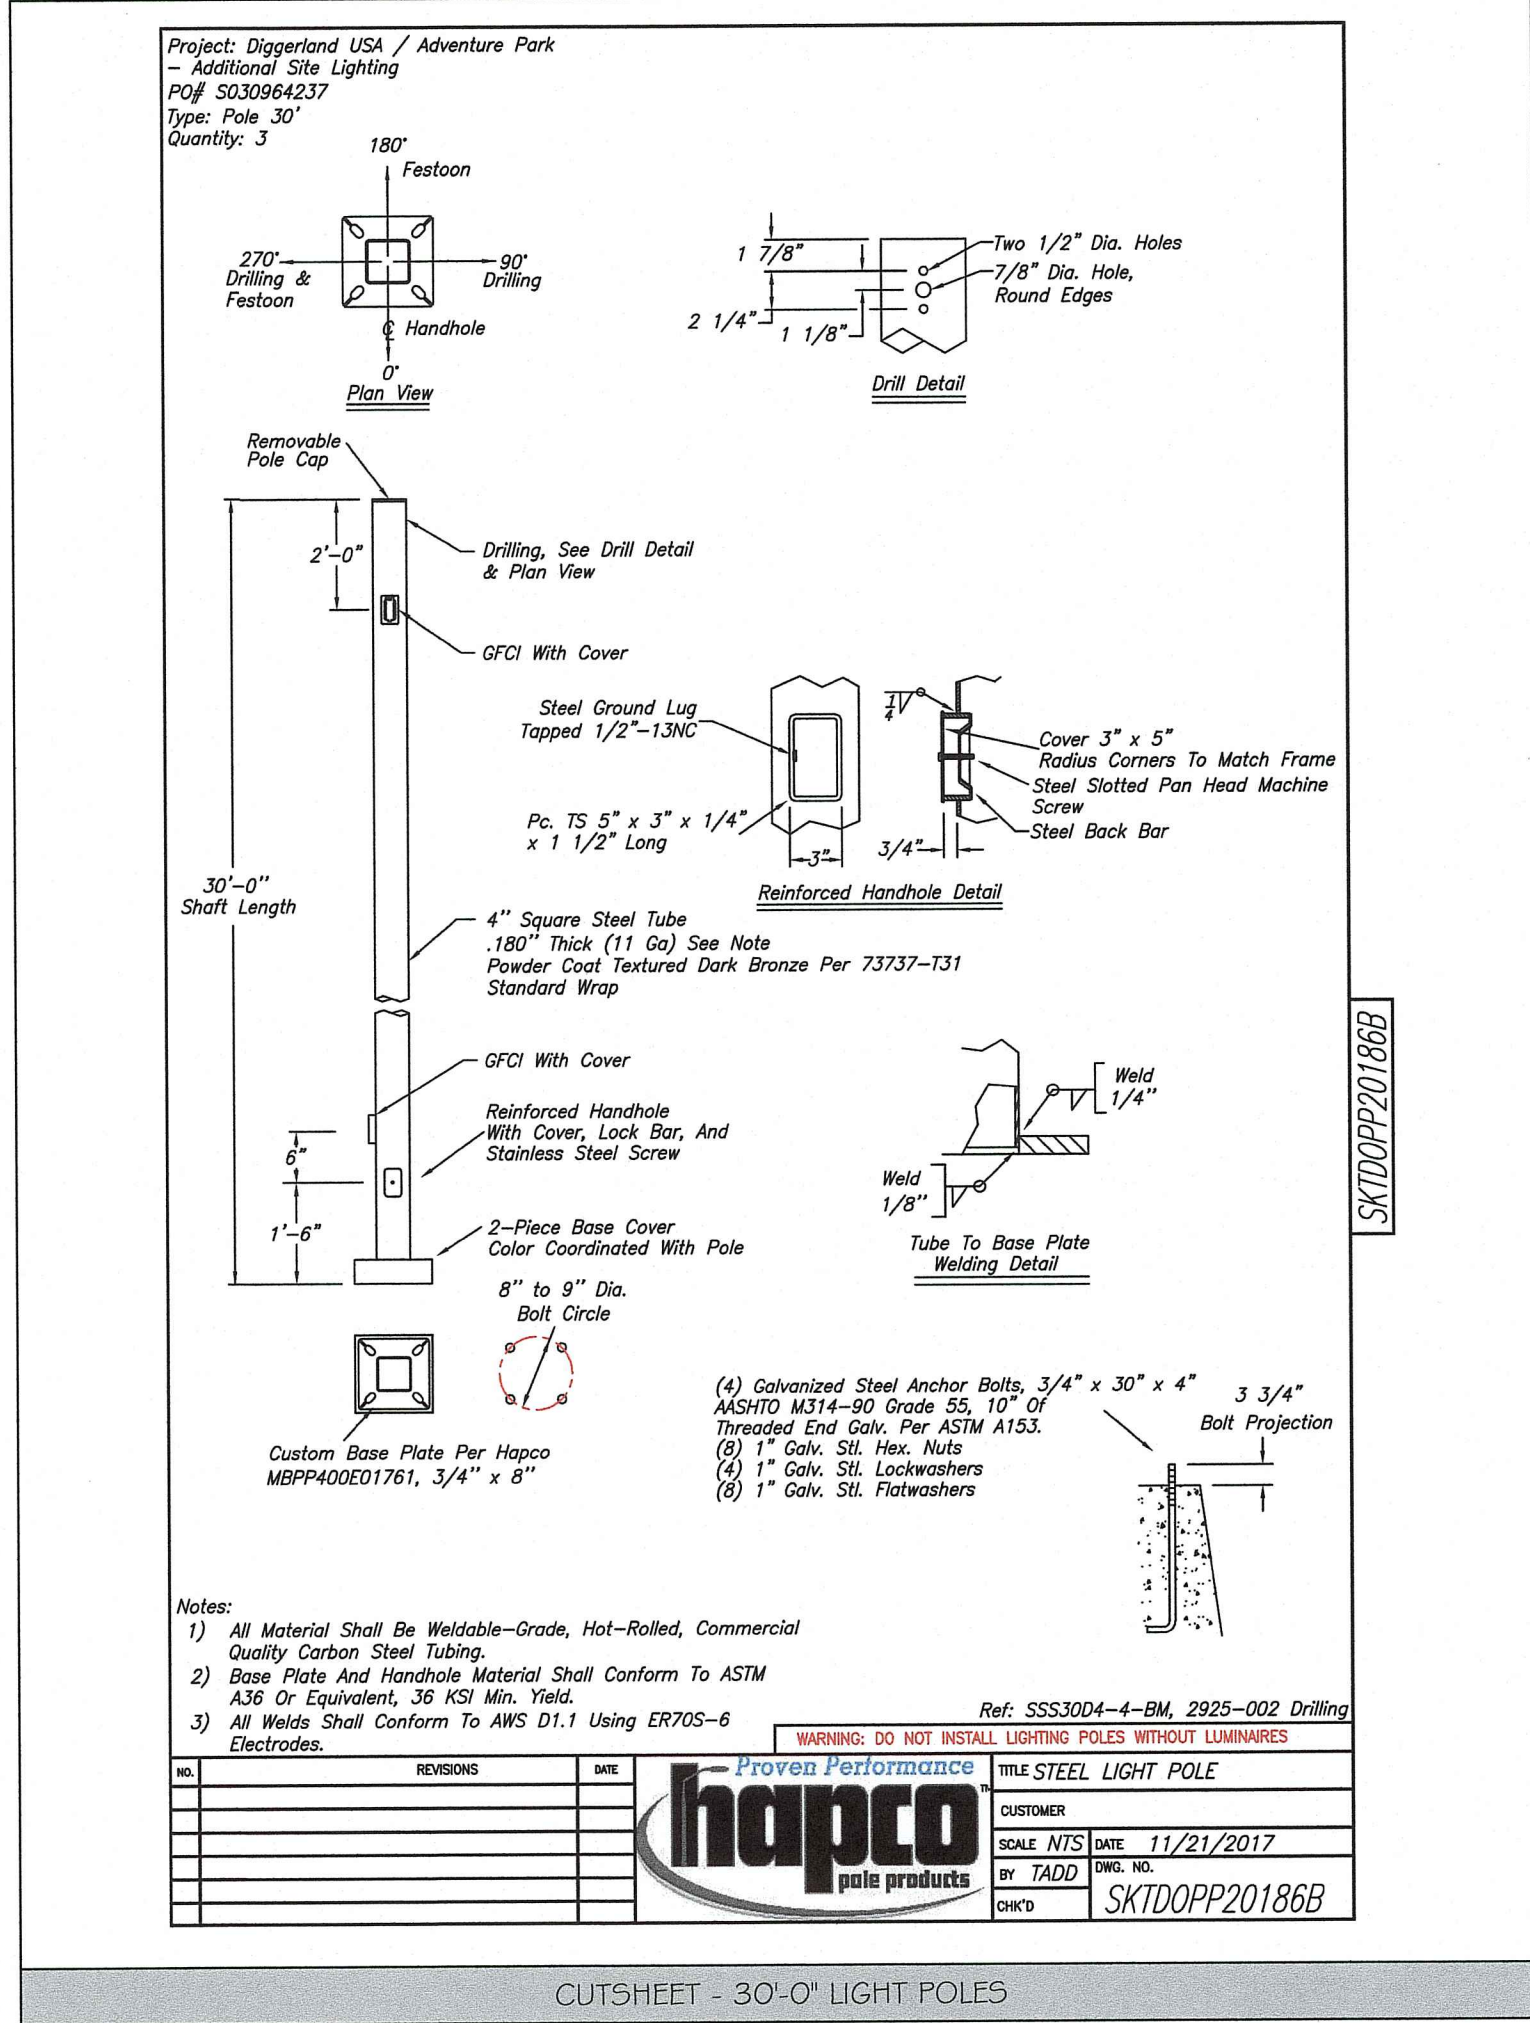 Project: Diggerland USA / Adventure Park
- Additional Site Lighting
PO# S030964237
Type: Pole 30'
Quantity: 3
180°
Festoon
270°
Drilling &
Festoon
90°
Drilling
℄ Handhole
0°
Plan View
1 7/8"
2 1/4"
1 1/8"
Two 1/2" Dia. Holes
7/8" Dia. Hole,
Round Edges
Drill Detail
Removable
Pole Cap
2'-0"
Drilling, See Drill Detail
& Plan View
GFCI With Cover
Steel Ground Lug
Tapped 1/2"-13NC
Pc. TS 5" x 3" x 1/4"
x 1 1/2" Long
3"
1/4
3/4"
Cover 3" x 5"
Radius Corners To Match Frame
Steel Slotted Pan Head Machine
Screw
Steel Back Bar
Reinforced Handhole Detail
30'-0"
Shaft Length
4" Square Steel Tube
.180" Thick (11 Ga) See Note
Powder Coat Textured Dark Bronze Per 73737-T31
Standard Wrap
SKTDOPP20186B
GFCI With Cover
Reinforced Handhole
With Cover, Lock Bar, And
Stainless Steel Screw
6"
1'-6"
2-Piece Base Cover
Color Coordinated With Pole
Weld
1/4"
Weld
1/8"
Tube To Base Plate
Welding Detail
8" to 9" Dia.
Bolt Circle
Custom Base Plate Per Hapco
MBPP400E01761, 3/4" x 8"
(4) Galvanized Steel Anchor Bolts, 3/4" x 30" x 4"
AASHTO M314-90 Grade 55, 10" Of
Threaded End Galv. Per ASTM A153.
(8) 1" Galv. Stl. Hex. Nuts
(4) 1" Galv. Stl. Lockwashers
(8) 1" Galv. Stl. Flatwashers
3 3/4"
Bolt Projection
Notes:
1) All Material Shall Be Weldable-Grade, Hot-Rolled, Commercial
Quality Carbon Steel Tubing.
2) Base Plate And Handhole Material Shall Conform To ASTM
A36 Or Equivalent, 36 KSI Min. Yield.
3) All Welds Shall Conform To AWS D1.1 Using ER70S-6
Electrodes.
Ref: SSS30D4-4-BM, 2925-002 Drilling
WARNING: DO NOT INSTALL LIGHTING POLES WITHOUT LUMINAIRES
NO. REVISIONS DATE
Proven Performance
hapco
pole products
TITLE STEEL LIGHT POLE
CUSTOMER
SCALE NTS DATE 11/21/2017
BY TADD DWG. NO.
CHK'D SKTDOPP20186B
CUTSHEET - 30'-0" LIGHT POLES